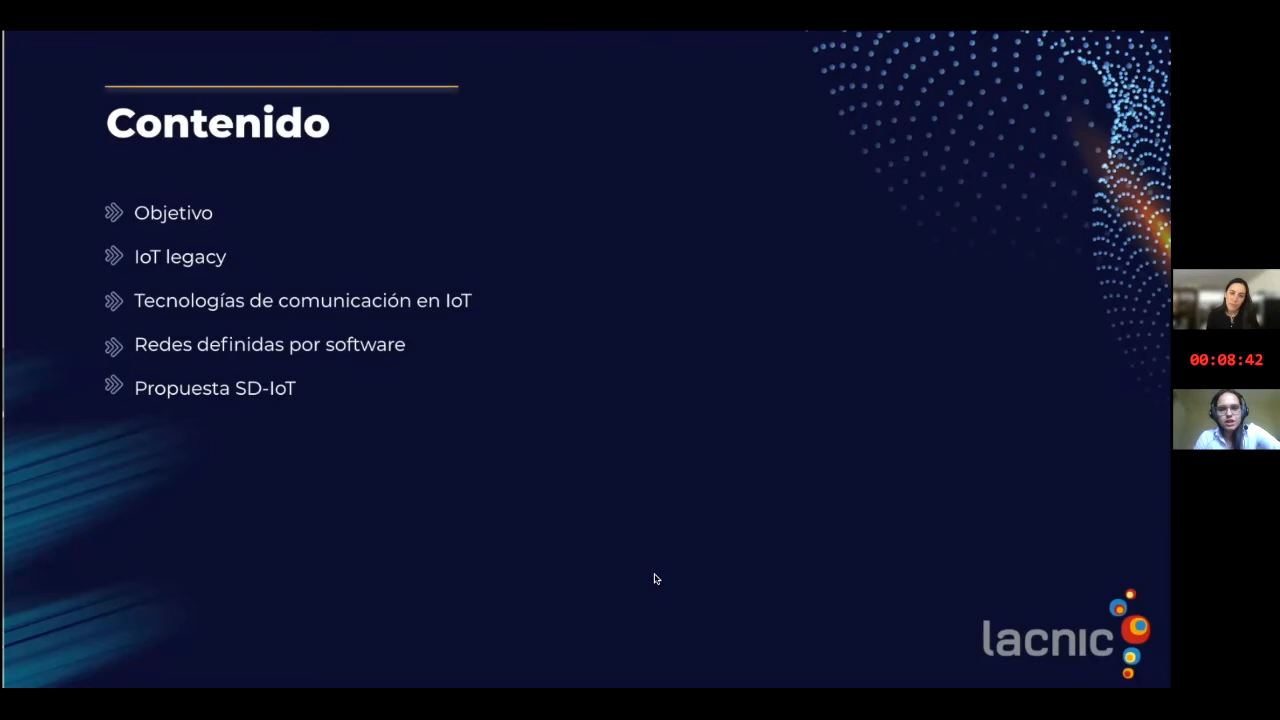 Contenido
Objetivo
IoT legacy
Tecnologías de comunicación en IoT
Redes definidas por software
Propuesta SD-IoT
00:08:42
lacnic